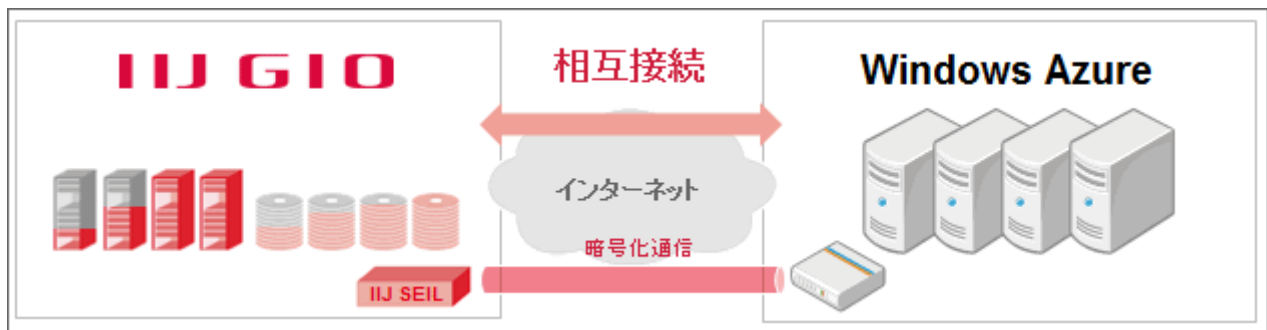 IIJ GIO
相互接続
Windows Azure
インターネット
暗号化通信
IIJ SEIL